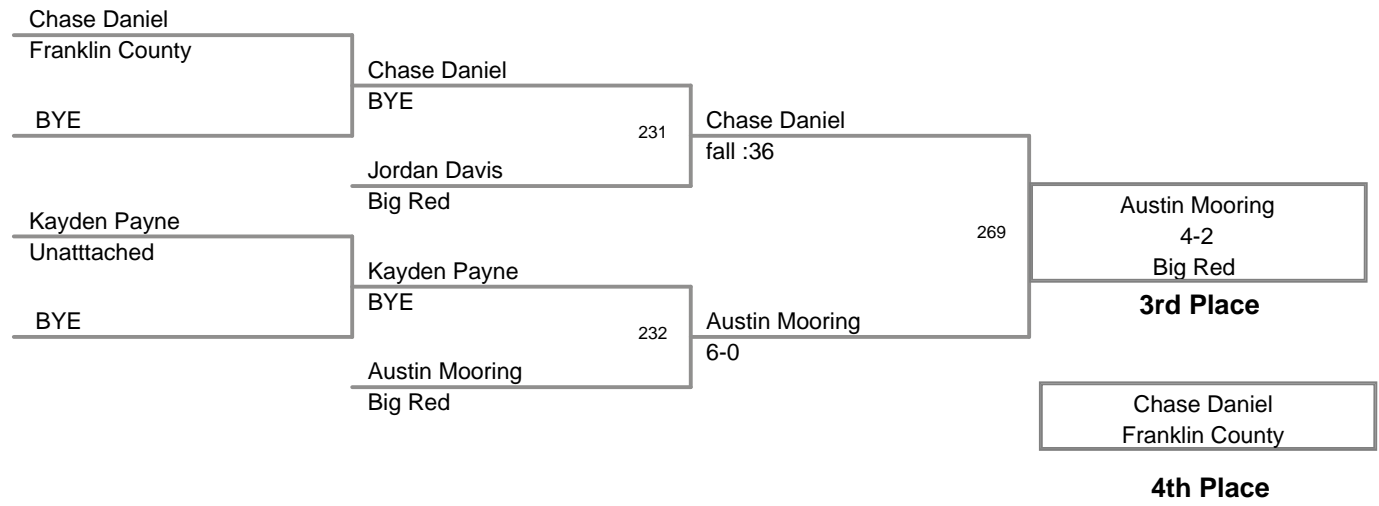 Chase Daniel
Franklin County
BYE
Kayden Payne
Unatttached
BYE
Chase Daniel
BYE
231
Jordan Davis
Big Red
Kayden Payne
BYE
232
Austin Mooring
Big Red
Chase Daniel
fall :36
269
Austin Mooring
6-0
Austin Mooring
4-2
Big Red
3rd Place
Chase Daniel
Franklin County
4th Place